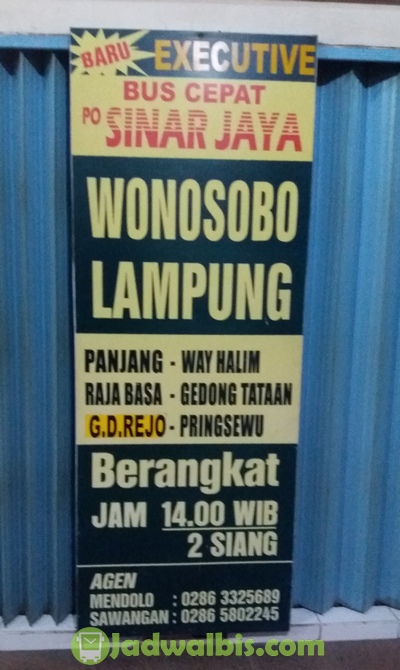 BARU EXECUTIVE
BUS CEPAT
PO SINAR JAYA
WONOSOBO
LAMPUNG
PANJANG - WAY HALIM
RAJA BASA - GEDONG TATAAN
G.D.REJO - PRINGSEWU
Berangkat
JAM 14.00 WIB
2 SIANG
AGEN
MENDOLO : 0286 3325689
SAWANGAN : 0286 5802245
Jadwalbis.com